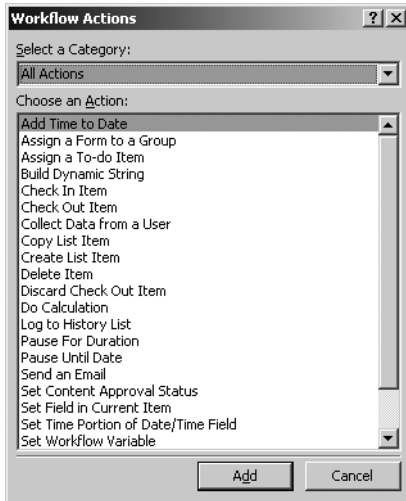 Workflow Actions
Select a Category:
All Actions
Choose an Action:
Add Time to Date
Assign a Form to a Group
Assign a To-do Item
Build Dynamic String
Check In Item
Check Out Item
Collect Data from a User
Copy List Item
Create List Item
Delete Item
Discard Check Out Item
Do Calculation
Log to History List
Pause For Duration
Pause Until Date
Send an Email
Set Content Approval Status
Set Field in Current Item
Set Time Portion of Date/Time Field
Set Workflow Variable
Add Cancel